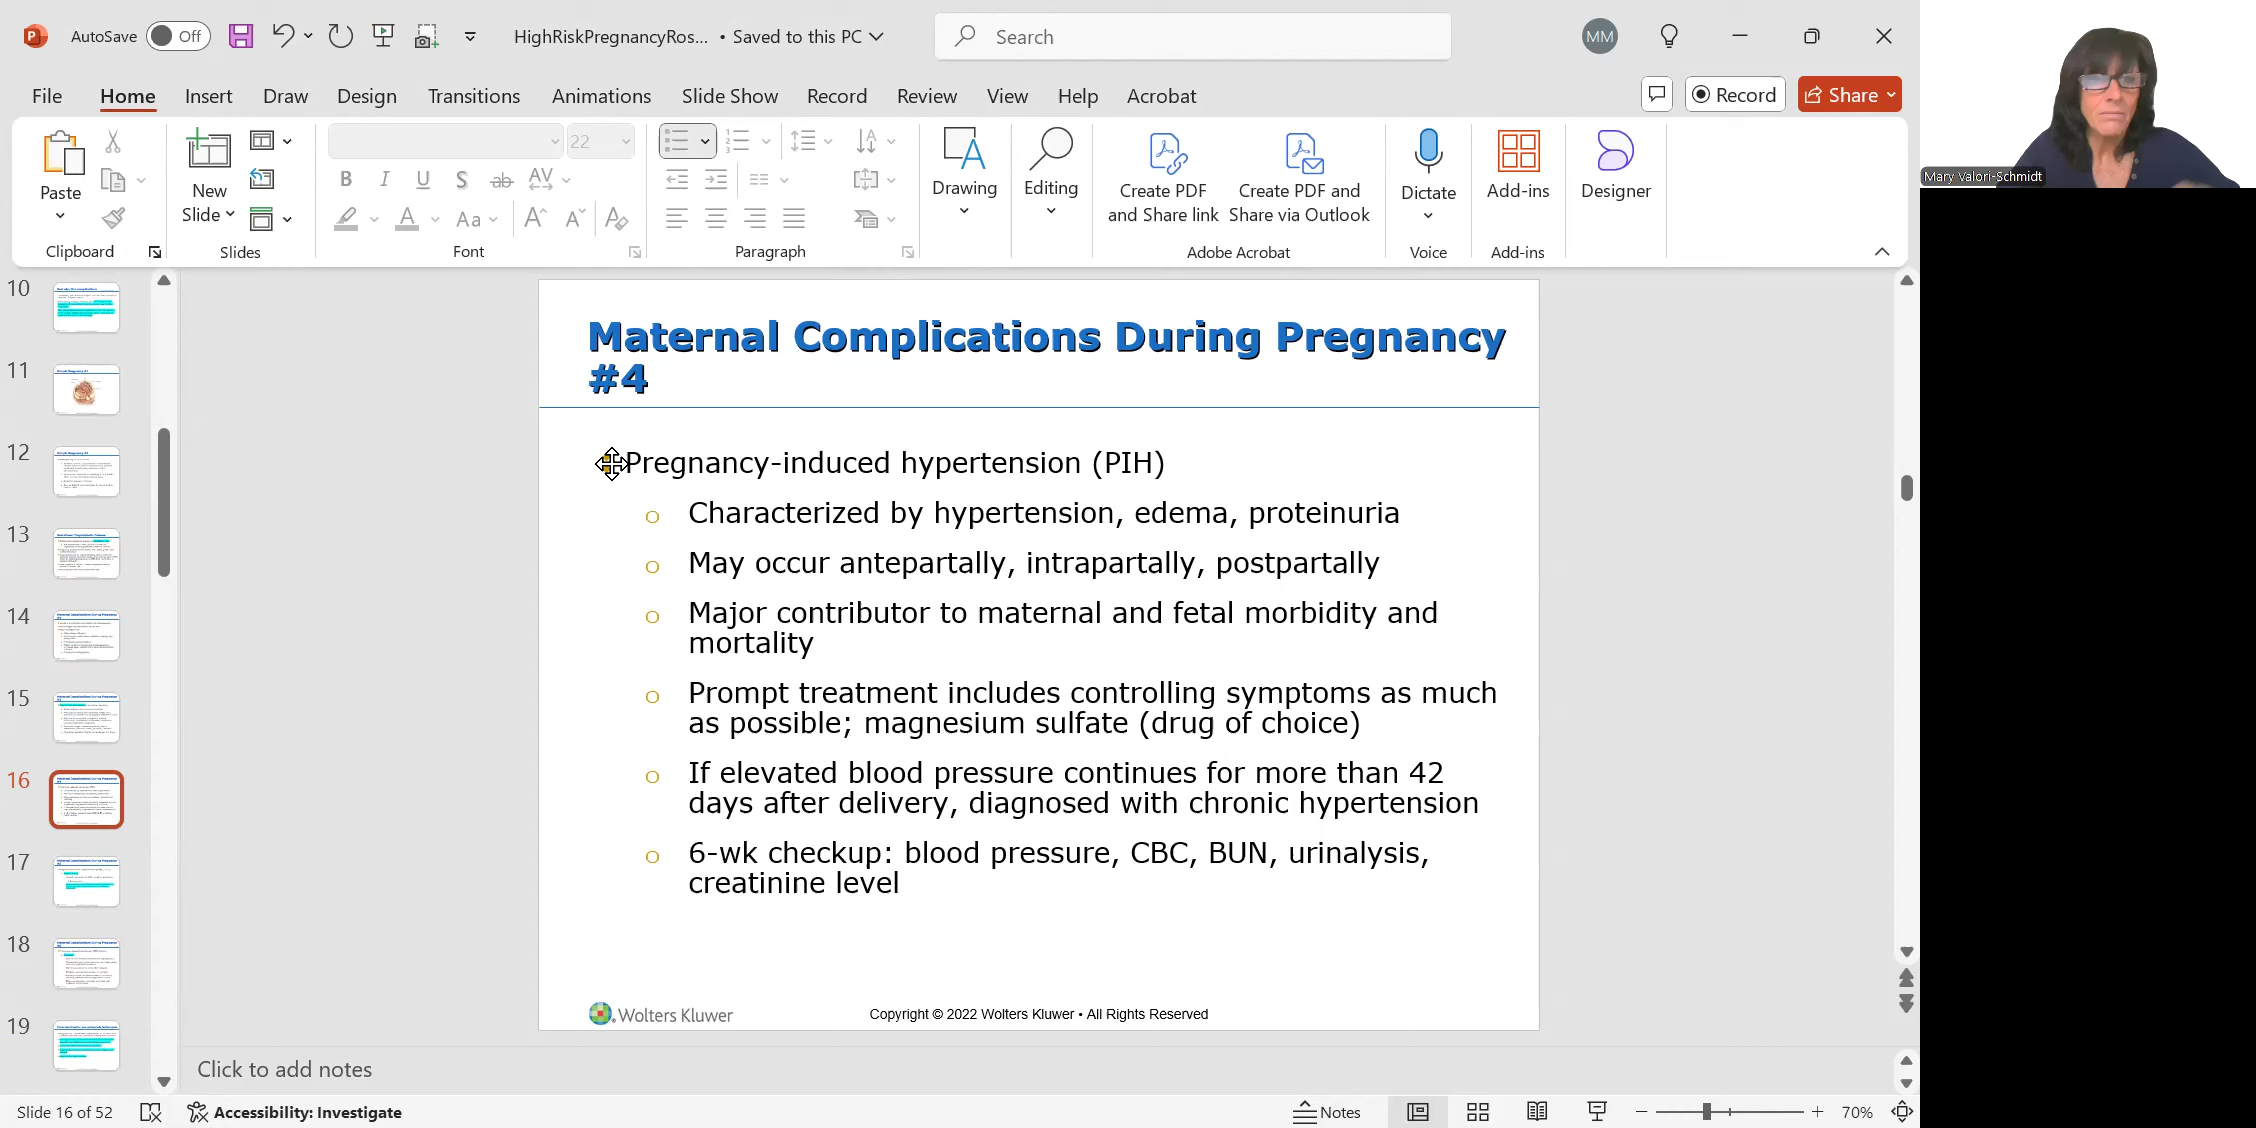 AutoSave Off HighRiskPregnancyRos... • Saved to this PC Search MM
File Home Insert Draw Design Transitions Animations Slide Show Record Review View Help Acrobat Record Share
Paste
New
Slide
22
B I U S ab AV
A Aa A A
Drawing
Editing
Create PDF
and Share link
Create PDF and
Share via Outlook
Dictate
Add-ins
Designer
Clipboard Slides Font Paragraph Adobe Acrobat Voice Add-ins
Mary Valori-Schmidt
10
11
12
13
14
15
16
17
18
19
Maternal Complications During Pregnancy
#4
Pregnancy-induced hypertension (PIH)
o Characterized by hypertension, edema, proteinuria
o May occur antepartally, intrapartally, postpartally
o Major contributor to maternal and fetal morbidity and
mortality
o Prompt treatment includes controlling symptoms as much
as possible; magnesium sulfate (drug of choice)
o If elevated blood pressure continues for more than 42
days after delivery, diagnosed with chronic hypertension
o 6-wk checkup: blood pressure, CBC, BUN, urinalysis,
creatinine level
Wolters Kluwer
Copyright © 2022 Wolters Kluwer • All Rights Reserved
Click to add notes
Slide 16 of 52 Accessibility: Investigate Notes 70%